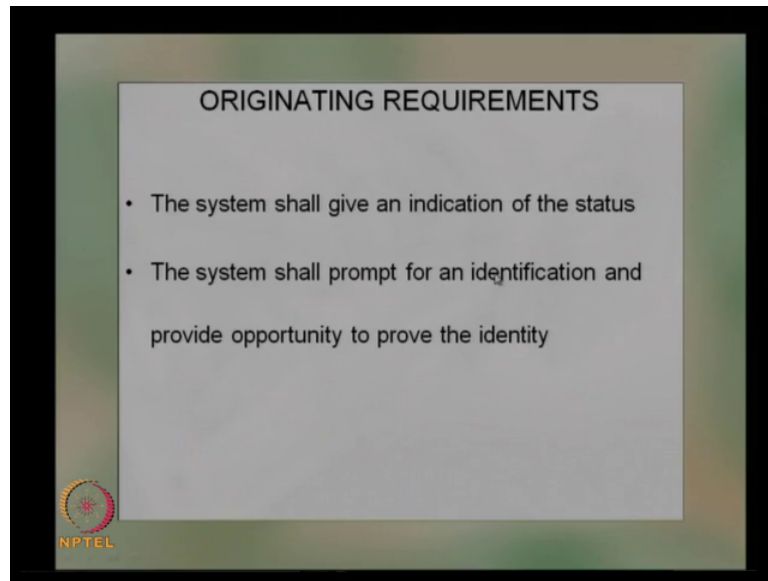 ORIGINATING REQUIREMENTS
• The system shall give an indication of the status
• The system shall prompt for an identification and
provide opportunity to prove the identity
NPTEL